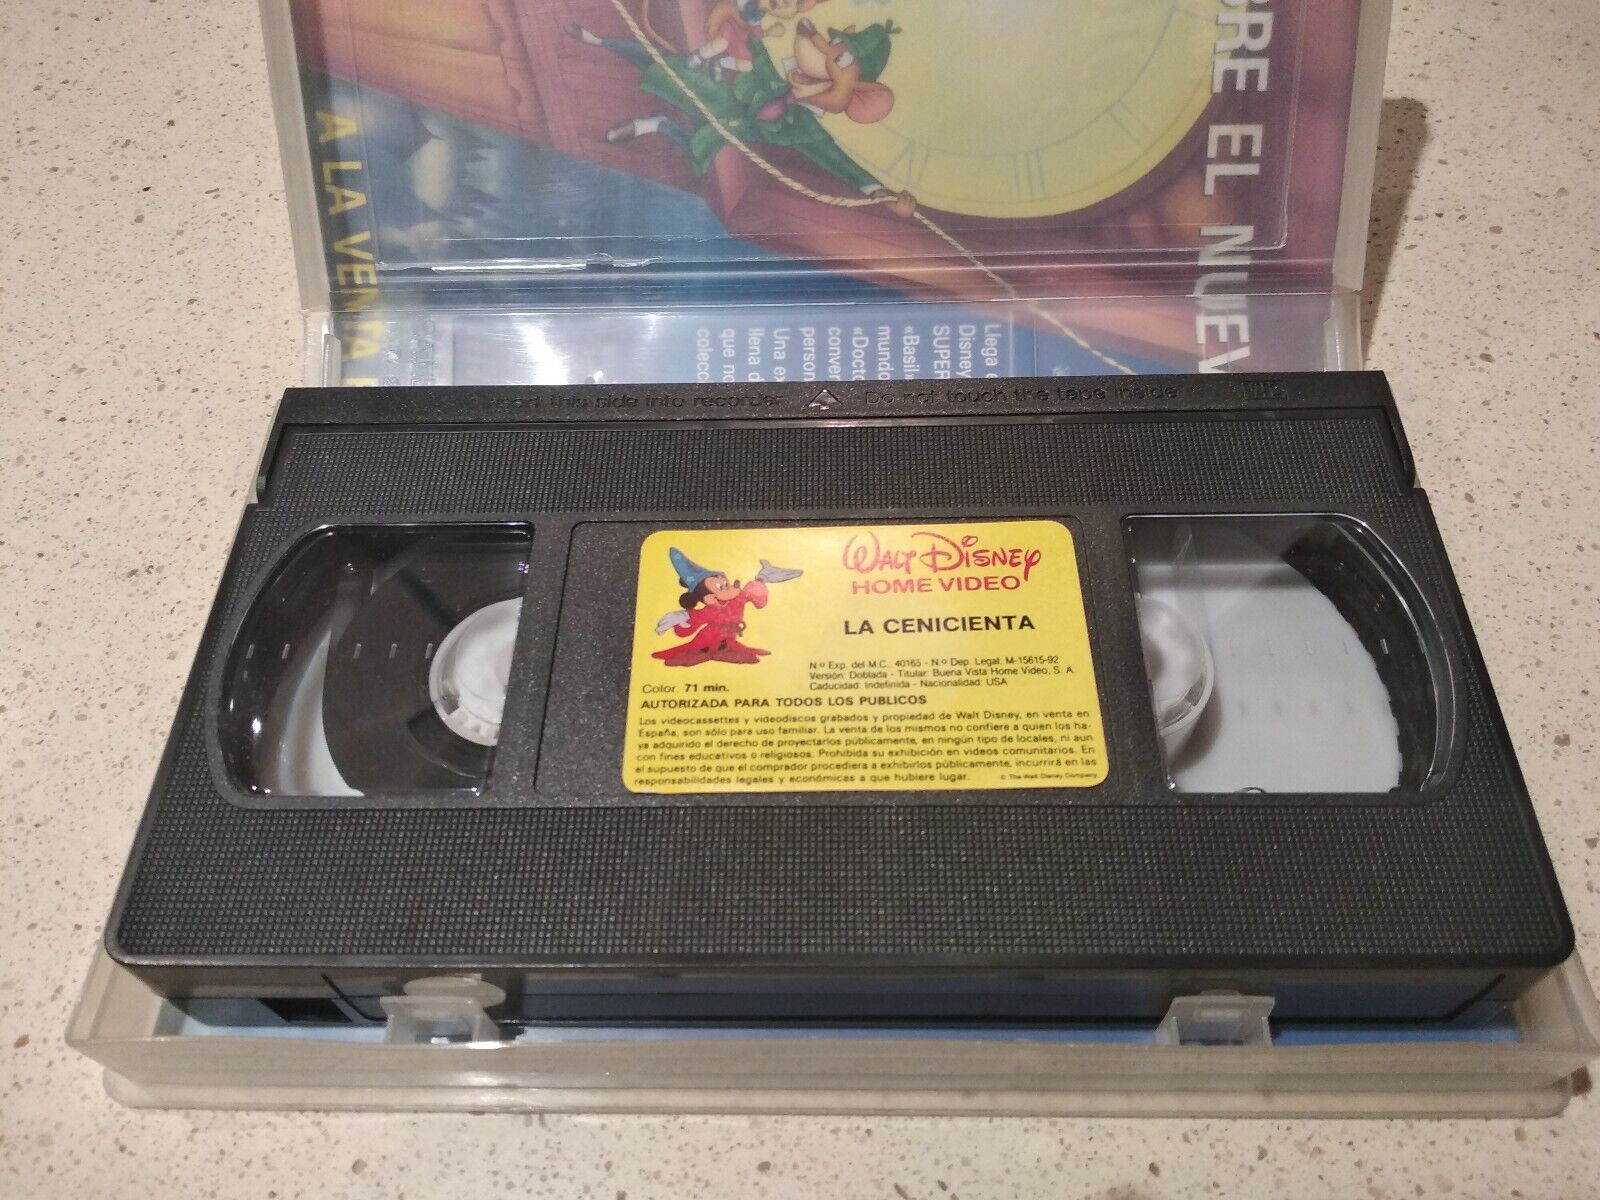 BRE EL NUEV
A LA VENTA
Llega e
Disney
SUPER
«Basil»
mundo
«Docto
conver
person
Una ex
llena d
que no
colecc
Insert this side into recorder Do not touch the tape inside VHS
WALT DISNEY
HOME VIDEO
LA CENICIENTA
N.º Exp. del M.C.: 40165 - N.º Dep. Legal: M-15615-92
Versión: Doblada - Titular: Buena Vista Home Video, S. A.
Caducidad: Indefinida - Nacionalidad: USA
Color 71 min.
AUTORIZADA PARA TODOS LOS PUBLICOS
Los videocassettes y videodiscos grabados y propiedad de Walt Disney, en venta en
España, son sólo para uso familiar. La venta de los mismos no confiere a quien los ha-
ya adquirido el derecho de proyectarlos públicamente, en ningún tipo de locales, ni aun
con fines educativos o religiosos. Prohibida su exhibición en videos comunitarios. En
el supuesto de que el comprador procediera a exhibirlos públicamente, incurrirá en las
responsabilidades legales y económicas a que hubiere lugar.
© The Walt Disney Company